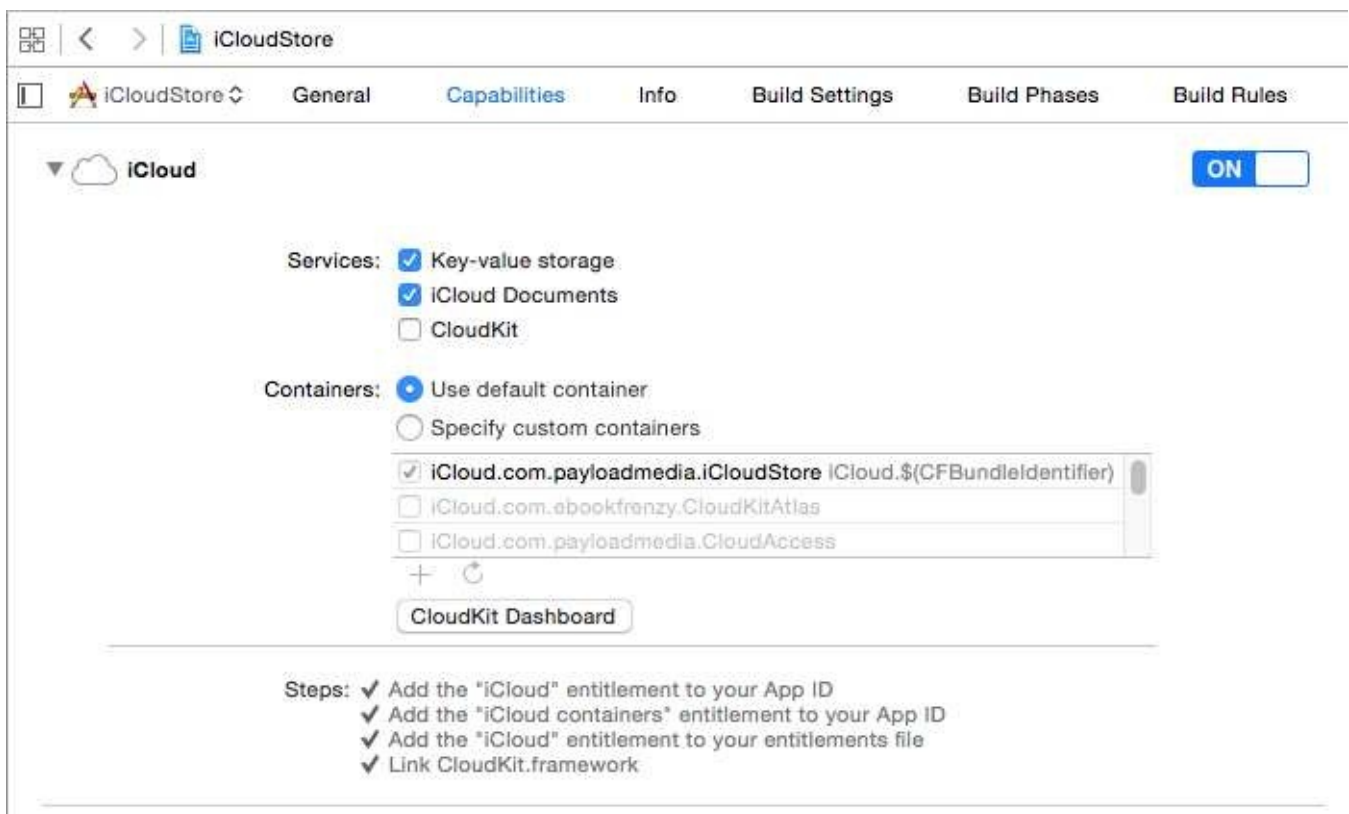 iCloudStore
iCloudStore General Capabilities Info Build Settings Build Phases Build Rules
iCloud ON
Services: Key-value storage
iCloud Documents
CloudKit
Containers: Use default container
Specify custom containers
iCloud.com.payloadmedia.iCloudStore iCloud.$(CFBundleIdentifier)
iCloud.com.ebookfrenzy.CloudKitAtlas
iCloud.com.payloadmedia.CloudAccess
CloudKit Dashboard
Steps: ✔ Add the "iCloud" entitlement to your App ID
✔ Add the "iCloud containers" entitlement to your App ID
✔ Add the "iCloud" entitlement to your entitlements file
✔ Link CloudKit.framework